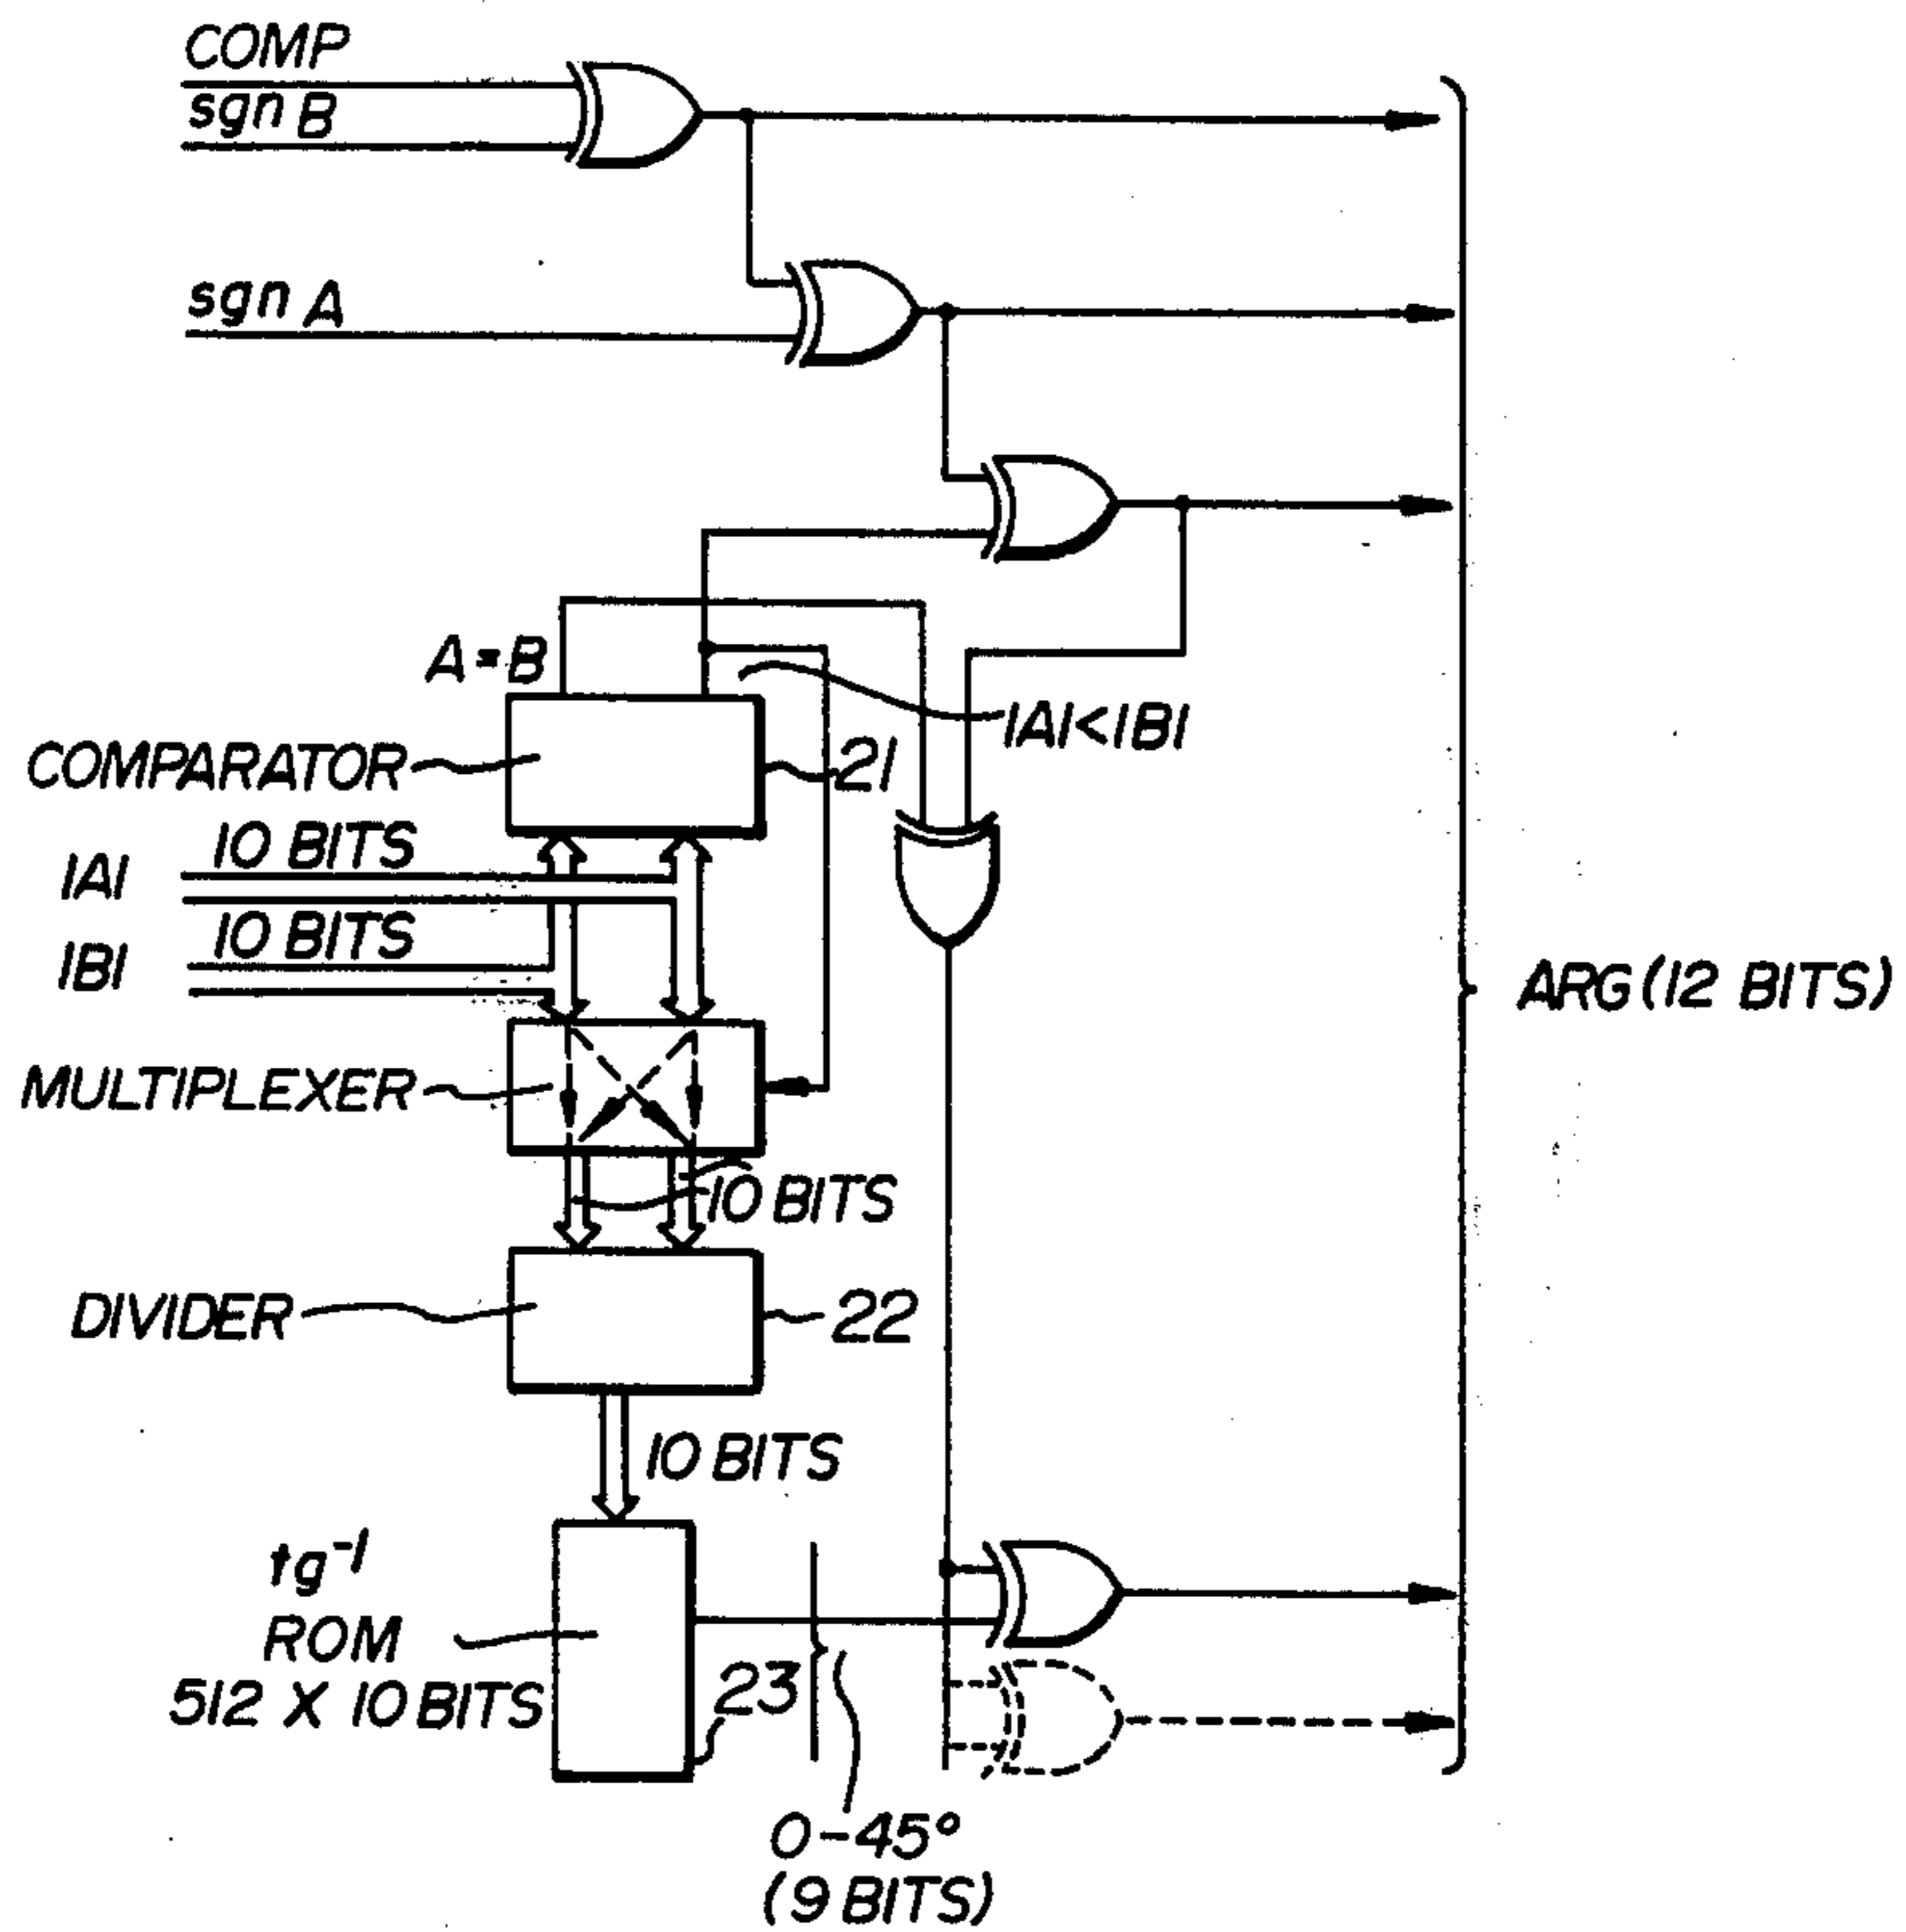 COMP
sgn B
sgn A
A=B
|A|<|B|
COMPARATOR
21
10 BITS
|A|
10 BITS
|B|
ARG (12 BITS)
MULTIPLEXER
10 BITS
DIVIDER
22
10 BITS
tg-1
ROM
512 X 10 BITS
23
0-45°
(9 BITS)